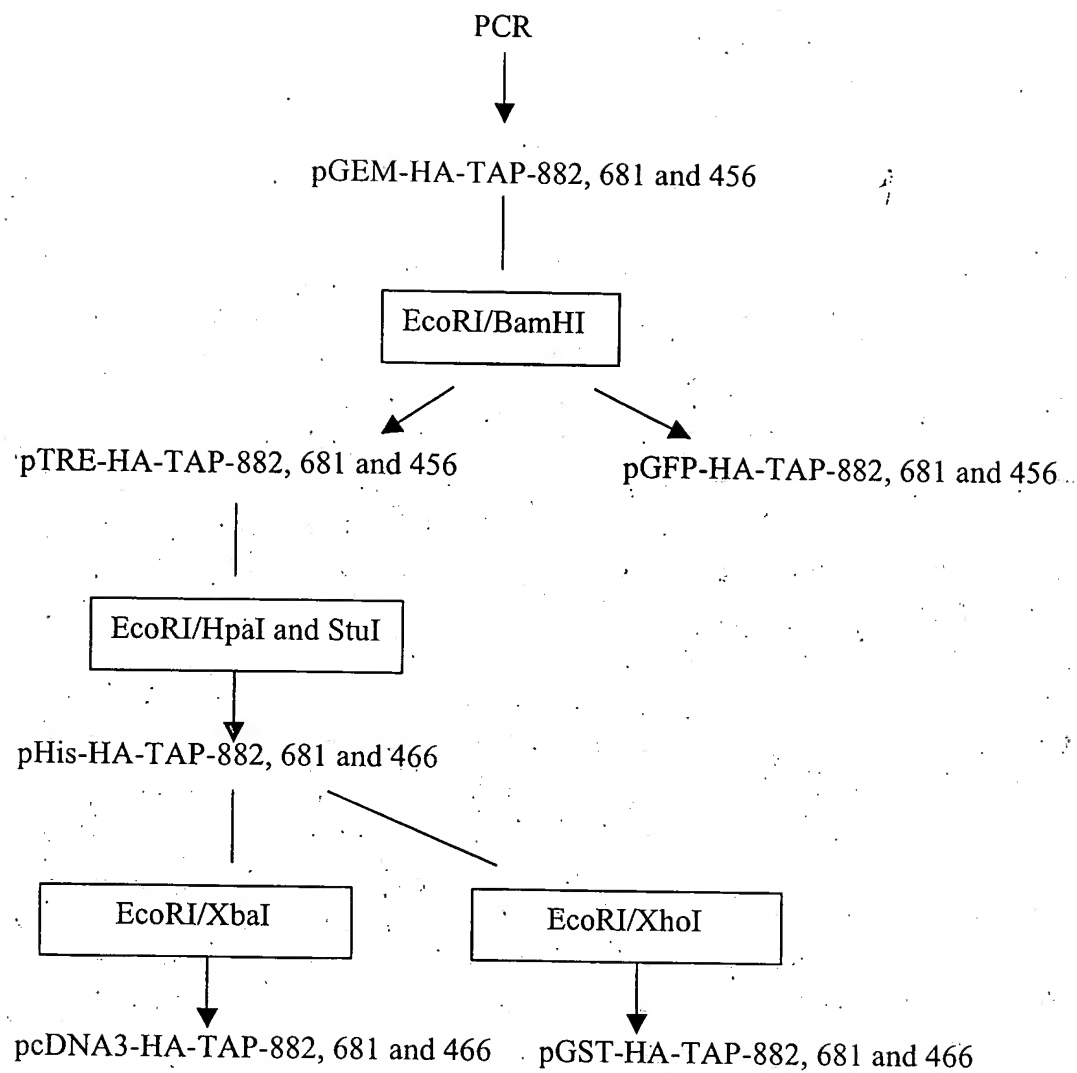 PCR
pGEM-HA-TAP-882, 681 and 456
EcoRI/BamHI
pTRE-HA-TAP-882, 681 and 456
pGFP-HA-TAP-882, 681 and 456
EcoRI/HpaI and StuI
pHis-HA-TAP-882, 681 and 466
EcoRI/XbaI
EcoRI/XhoI
pcDNA3-HA-TAP-882, 681 and 466
pGST-HA-TAP-882, 681 and 466